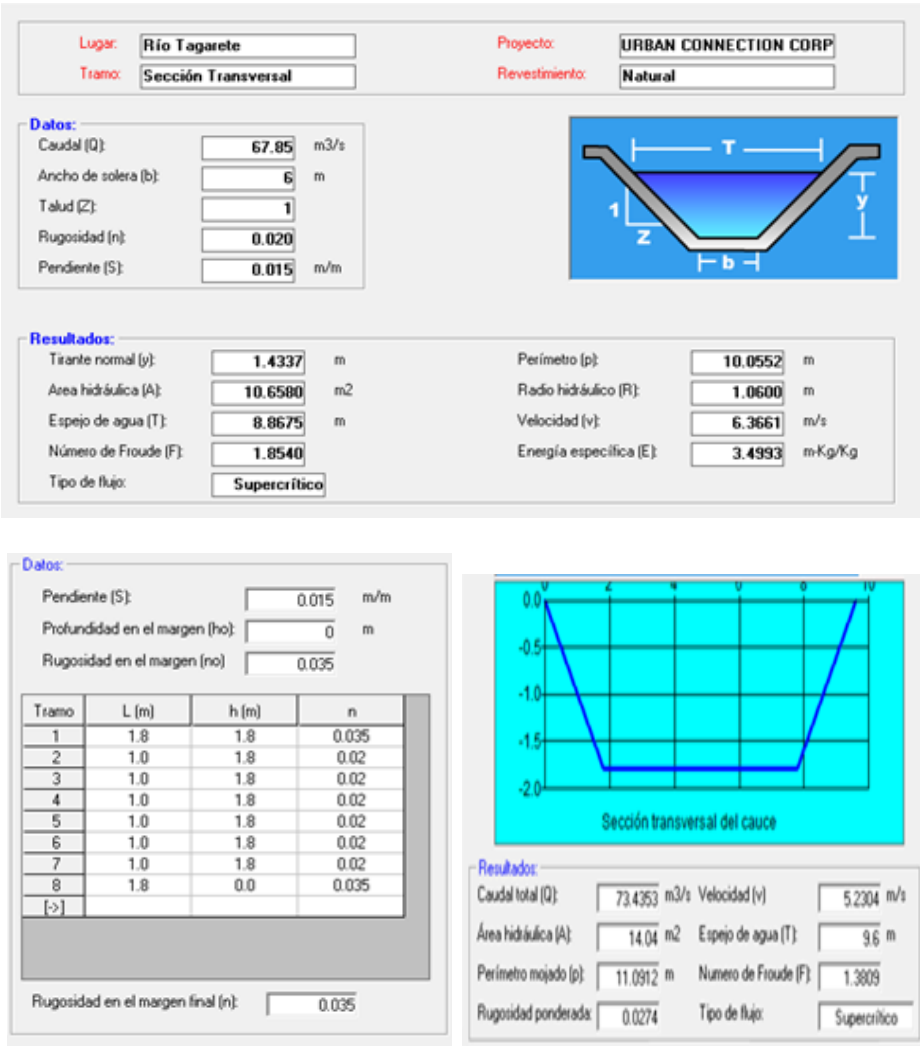 Lugar: Río Tagarete Proyecto: URBAN CONNECTION CORP
Tramo: Sección Transversal Revestimiento: Natural
Datos:
Caudal (Q): 67.85 m3/s
Ancho de solera (b): 6 m
Talud (Z): 1
Rugosidad (n): 0.020
Pendiente (S): 0.015 m/m
T
y
1
Z
b
Resultados:
Tirante normal (y): 1.4337 m Perímetro (p): 10.0552 m
Area hidráulica (A): 10.6580 m2 Radio hidráulico (R): 1.0600 m
Espejo de agua (T): 8.8675 m Velocidad (v): 6.3661 m/s
Número de Froude (F): 1.8540 Energía específica (E): 3.4993 m-Kg/Kg
Tipo de flujo: Supercrítico
Datos:
Pendiente (S): 0.015 m/m
Profundidad en el margen (ho): 0 m
Rugosidad en el margen (no) 0.035
Tramo L (m) h (m) n
1 1.8 1.8 0.035
2 1.0 1.8 0.02
3 1.0 1.8 0.02
4 1.0 1.8 0.02
5 1.0 1.8 0.02
6 1.0 1.8 0.02
7 1.0 1.8 0.02
8 1.8 0.0 0.035
[->]
Rugosidad en el margen final (n): 0.035
0 2 4 6 8 10
0.0
-0.5
-1.0
-1.5
-2.0
Sección transversal del cauce
Resultados:
Caudal total (Q): 73.4353 m3/s Velocidad (v) 5.2304 m/s
Área hidráulica (A): 14.04 m2 Espejo de agua (T): 9.6 m
Perímetro mojado (p): 11.0912 m Numero de Froude (F): 1.3809
Rugosidad ponderada: 0.0274 Tipo de flujo: Supercrítico